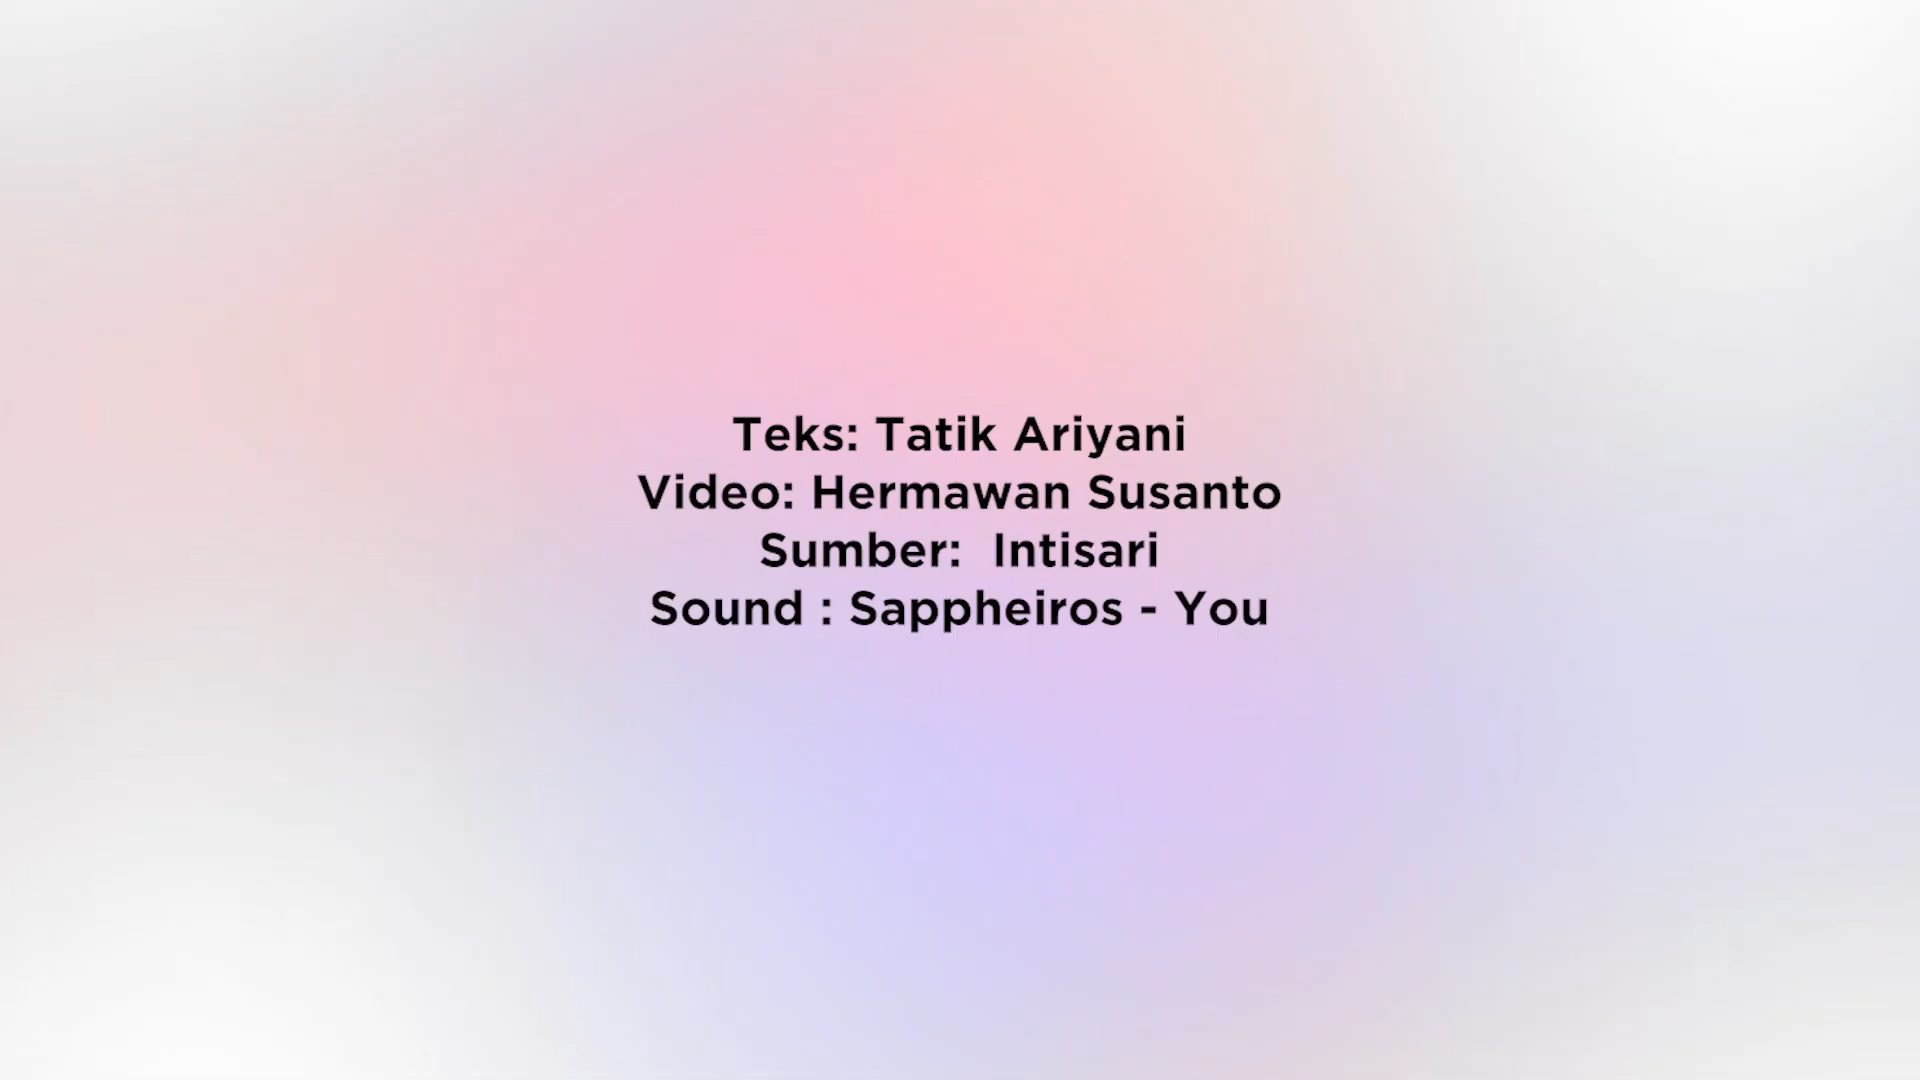 Teks: Tatik Ariyani
Video: Hermawan Susanto
Sumber:  Intisari
Sound : Sappheiros - You